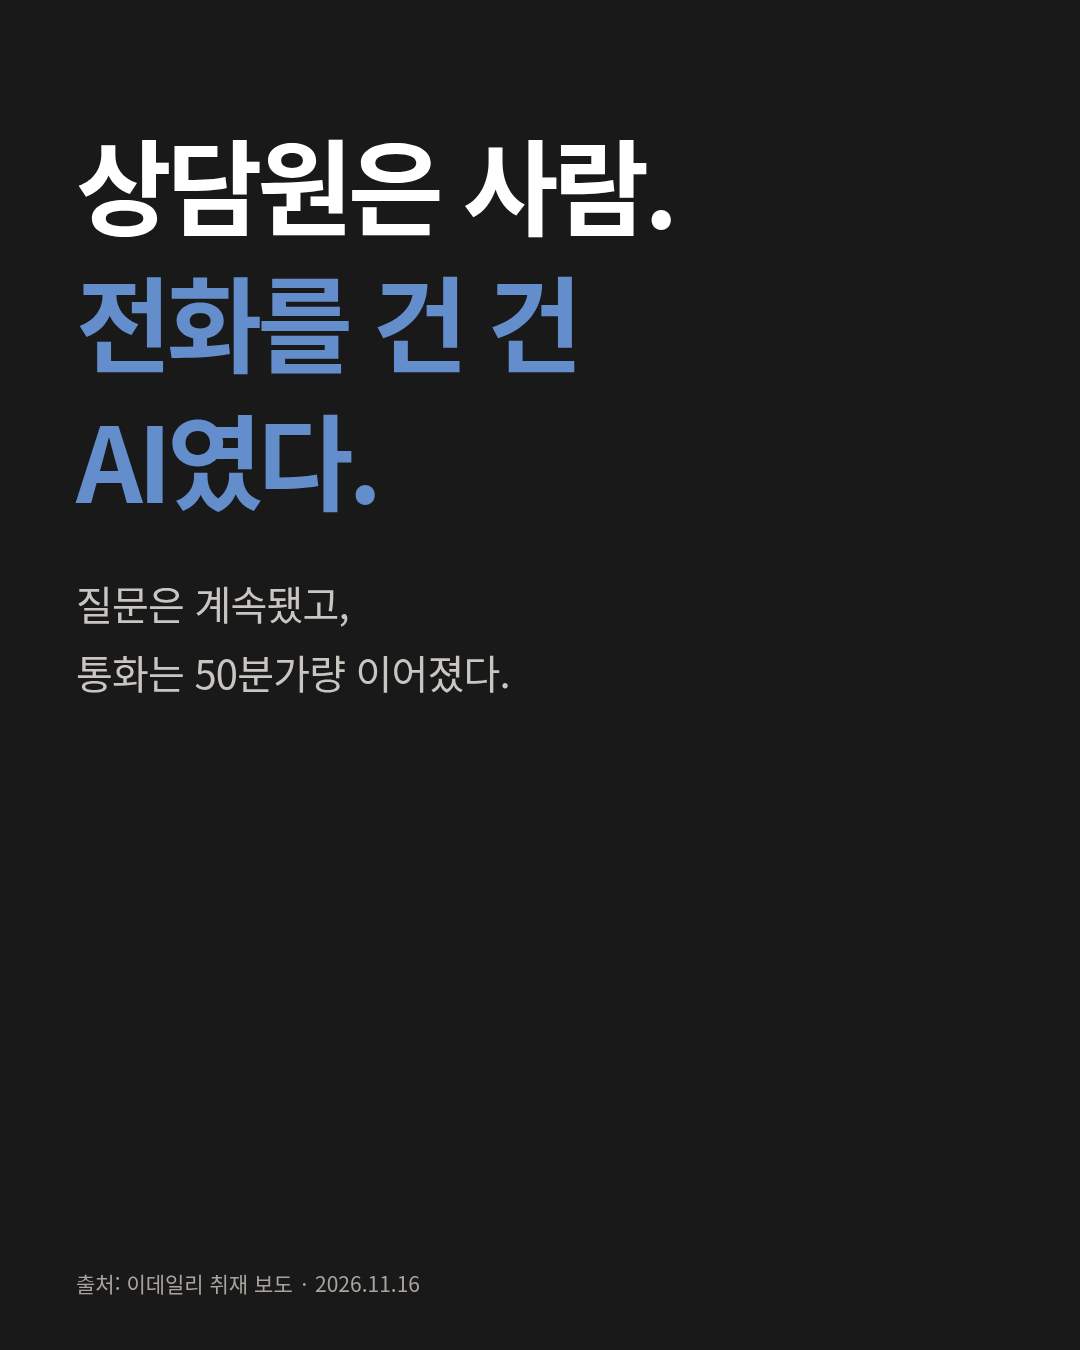 상담원은 사람.
전화를 건 건
AI였다.
질문은 계속됐고,
통화는 50분가량 이어졌다.
출처: 이데일리 취재 보도 · 2026.11.16